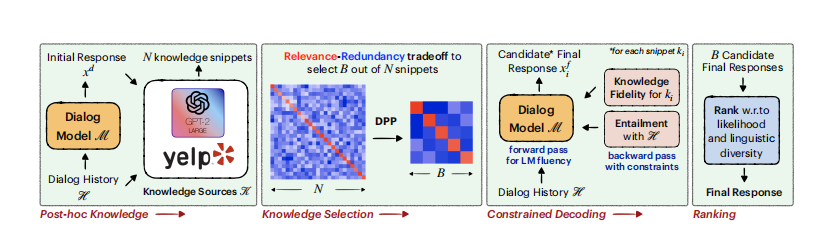 Initial Response
x^d
N knowledge snippets
Dialog
Model ℳ
GPT-2
LARGE
yelp
Dialog History
ℋ
Knowledge Sources 𝒦
Post-hoc Knowledge
Relevance-Redundancy tradeoff to
select B out of N snippets
DPP
N
B
Knowledge Selection
Candidate* Final
Response x_i^f
*for each snippet k_i
Dialog
Model ℳ
Knowledge
Fidelity for k_i
Entailment
with ℋ
forward pass
for LM fluency
backward pass
with constraints
Dialog History ℋ
Constrained Decoding
B Candidate
Final Responses
Rank w.r.to
likelihood
and linguistic
diversity
Final Response
Ranking